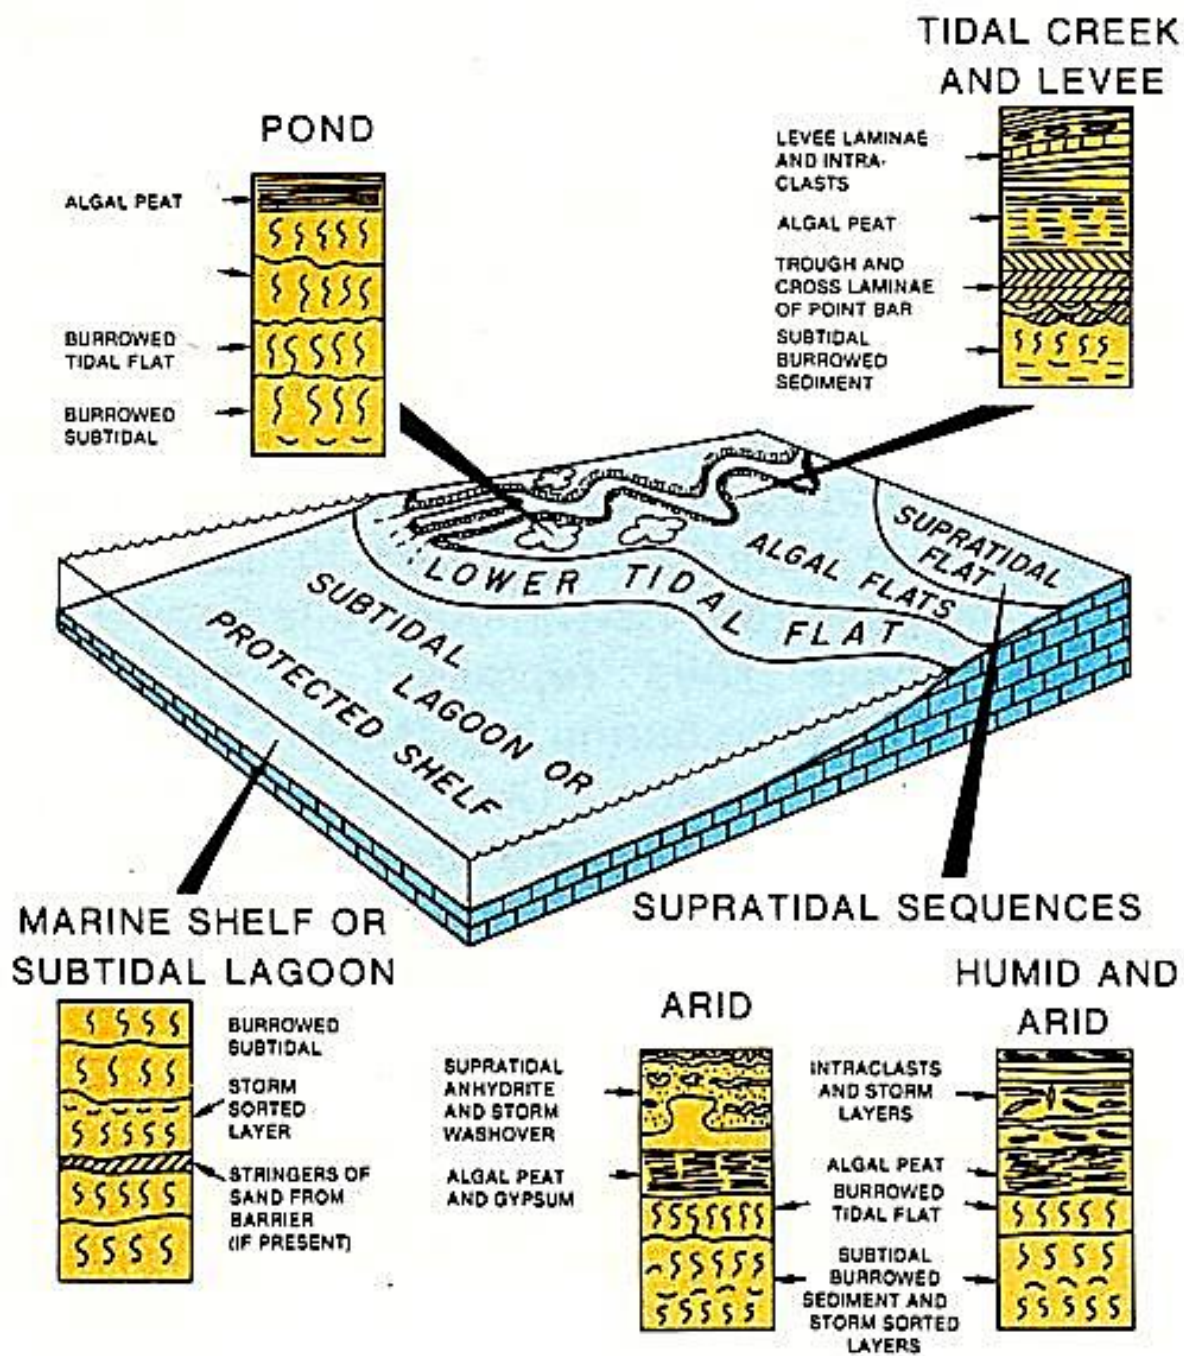 TIDAL CREEK
AND LEVEE
POND
LEVEE LAMINAE
AND INTRA-
CLASTS
ALGAL PEAT
TROUGH AND
CROSS LAMINAE
OF POINT BAR
SUBTIDAL
BURROWED
SEDIMENT
ALGAL PEAT
BURROWED
TIDAL FLAT
BURROWED
SUBTIDAL
SUPRATIDAL
FLAT
ALGAL FLATS
LOWER TIDAL FLAT
SUBTIDAL
LAGOON OR
PROTECTED SHELF
MARINE SHELF OR
SUBTIDAL LAGOON
BURROWED
SUBTIDAL
STORM
SORTED
LAYER
STRINGERS OF
SAND FROM
BARRIER
(IF PRESENT)
SUPRATIDAL SEQUENCES
ARID
SUPRATIDAL
ANHYDRITE
AND STORM
WASHOVER
ALGAL PEAT
AND GYPSUM
HUMID AND
ARID
INTRACLASTS
AND STORM
LAYERS
ALGAL PEAT
BURROWED
TIDAL FLAT
SUBTIDAL
BURROWED
SEDIMENT AND
STORM SORTED
LAYERS